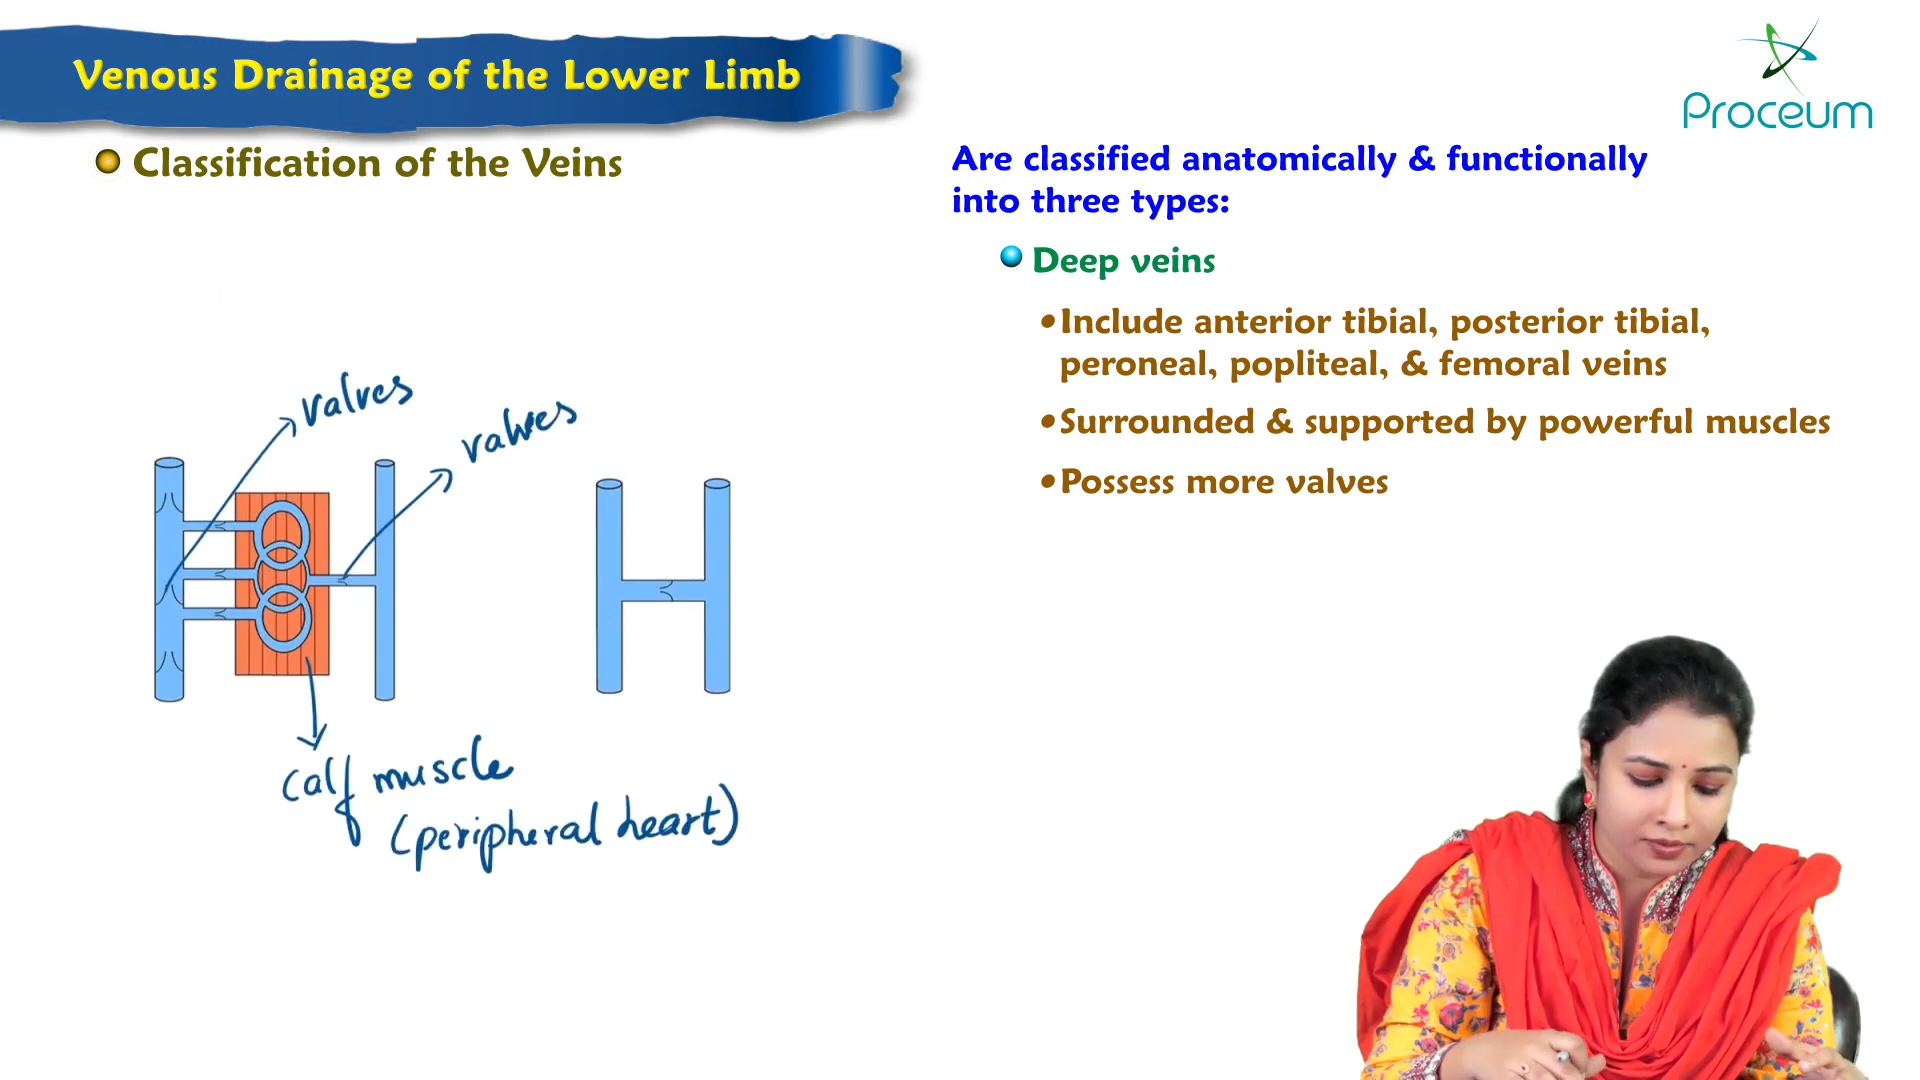 Venous Drainage of the Lower Limb
Proceum
Classification of the Veins
Are classified anatomically & functionally
into three types:
Deep veins
•Include anterior tibial, posterior tibial,
peroneal, popliteal, & femoral veins
•Surrounded & supported by powerful muscles
•Possess more valves
valves
valves
calf muscle
(peripheral heart)